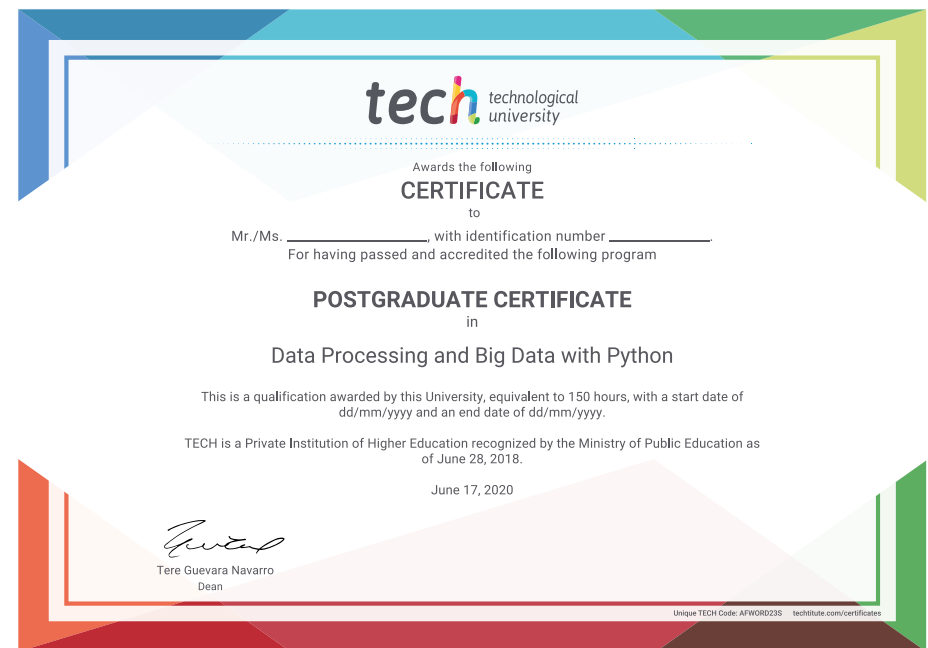 tech technological
university
Awards the following
CERTIFICATE
to
Mr./Ms. ____________________, with identification number ______________.
For having passed and accredited the following program
POSTGRADUATE CERTIFICATE
in
Data Processing and Big Data with Python
This is a qualification awarded by this University, equivalent to 150 hours, with a start date of
dd/mm/yyyy and an end date of dd/mm/yyyy.
TECH is a Private Institution of Higher Education recognized by the Ministry of Public Education as
of June 28, 2018.
June 17, 2020
Tere Guevara Navarro
Dean
Unique TECH Code: AFWORD23S techtitute.com/certificates